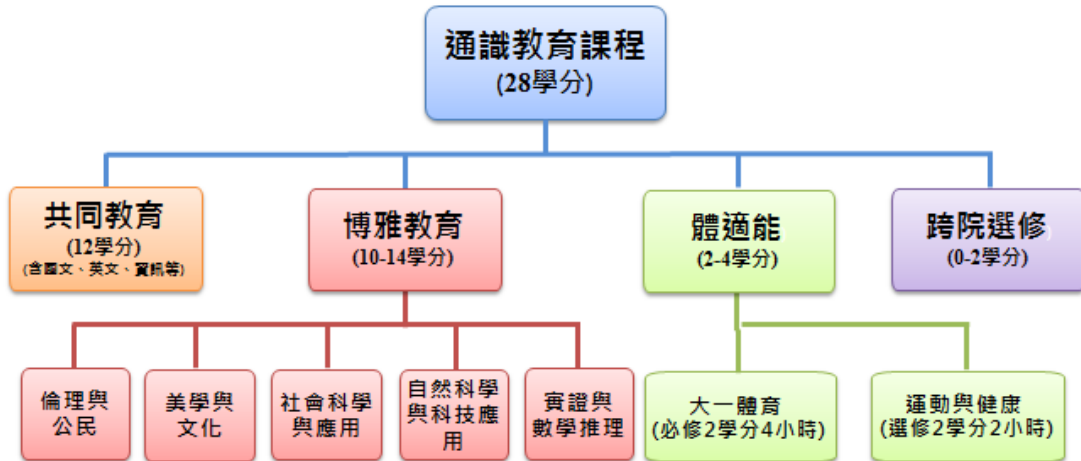 通識教育課程
(28學分)
共同教育
(12學分)
(含國文、英文、資訊等)
博雅教育
(10-14學分)
體適能
(2-4學分)
跨院選修
(0-2學分)
倫理與
公民
美學與
文化
社會科學
與應用
自然科學
與科技應
用
實證與
數學推理
大一體育
(必修2學分4小時)
運動與健康
(選修2學分2小時)